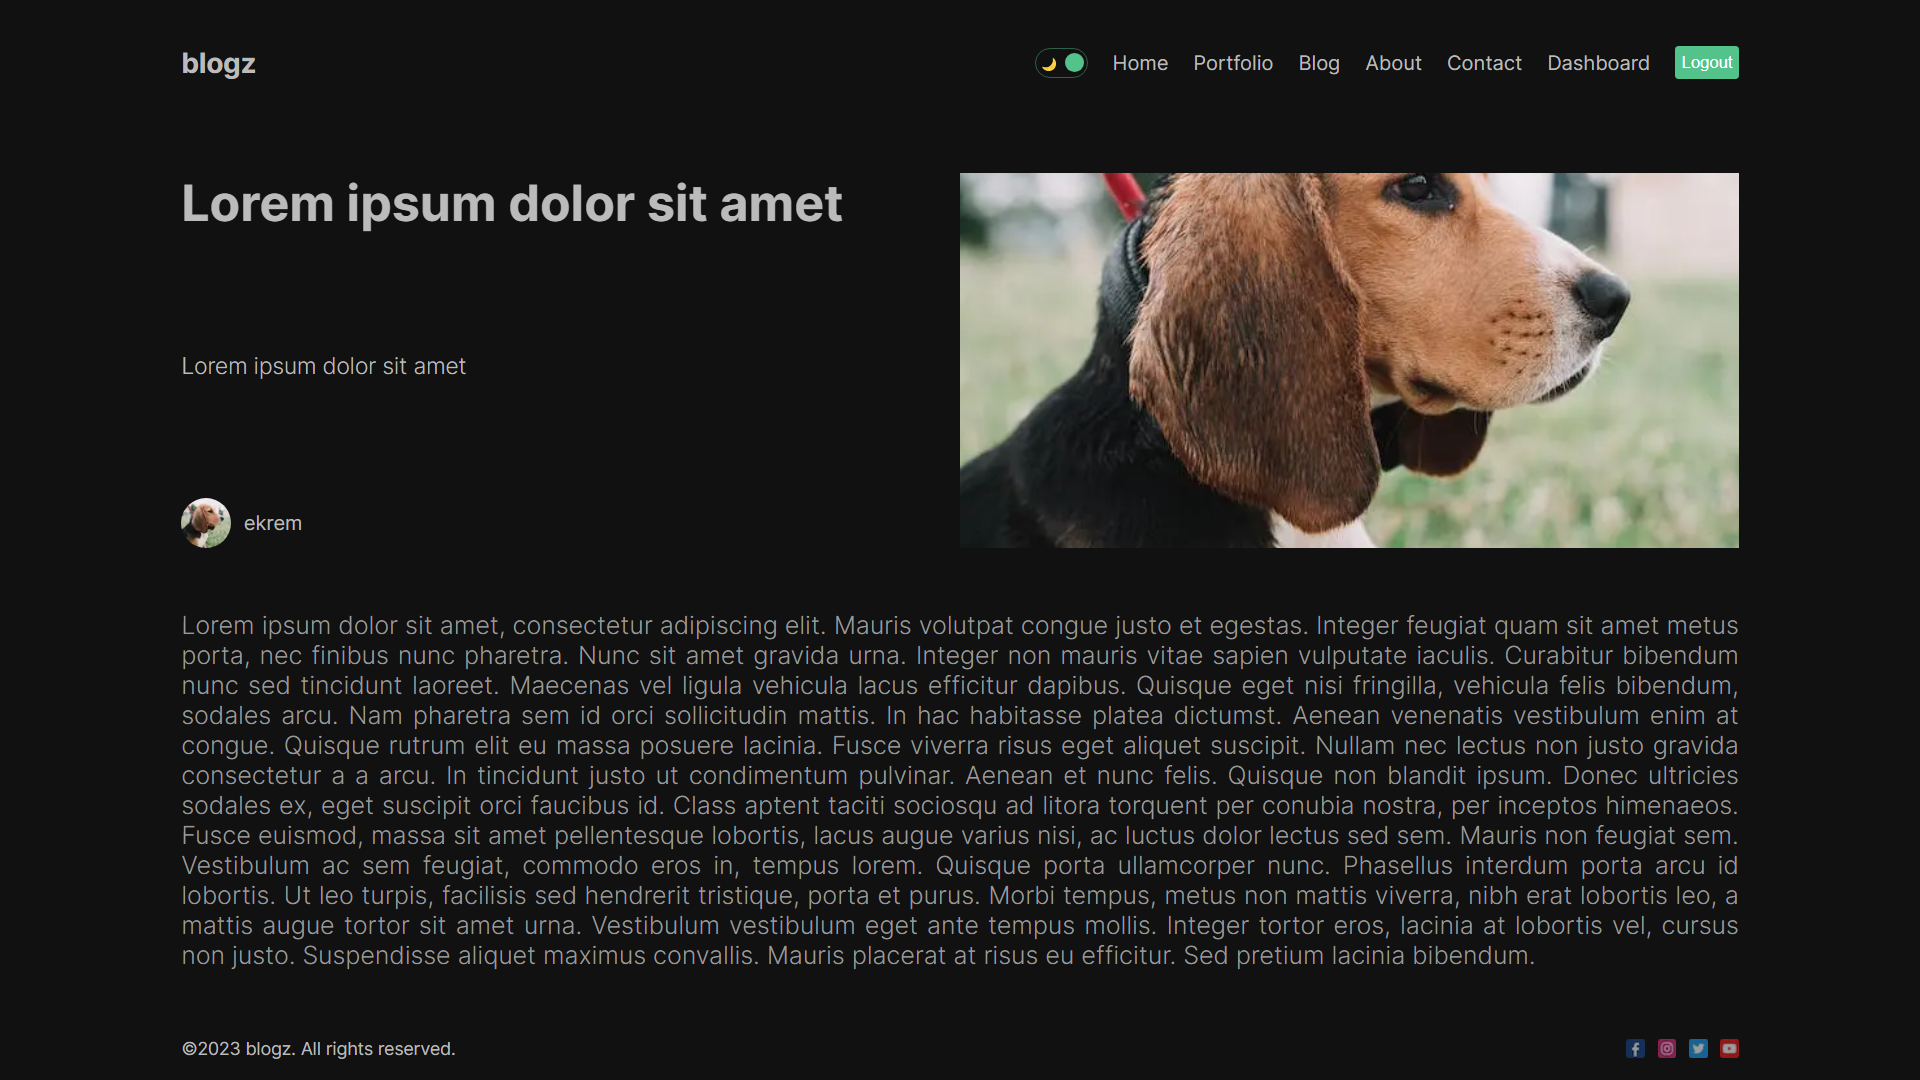 blogz
Home Portfolio Blog About Contact Dashboard Logout
Lorem ipsum dolor sit amet
Lorem ipsum dolor sit amet
ekrem
Lorem ipsum dolor sit amet, consectetur adipiscing elit. Mauris volutpat congue justo et egestas. Integer feugiat quam sit amet metus
porta, nec finibus nunc pharetra. Nunc sit amet gravida urna. Integer non mauris vitae sapien vulputate iaculis. Curabitur bibendum
nunc sed tincidunt laoreet. Maecenas vel ligula vehicula lacus efficitur dapibus. Quisque eget nisi fringilla, vehicula felis bibendum,
sodales arcu. Nam pharetra sem id orci sollicitudin mattis. In hac habitasse platea dictumst. Aenean venenatis vestibulum enim at
congue. Quisque rutrum elit eu massa posuere lacinia. Fusce viverra risus eget aliquet suscipit. Nullam nec lectus non justo gravida
consectetur a a arcu. In tincidunt justo ut condimentum pulvinar. Aenean et nunc felis. Quisque non blandit ipsum. Donec ultricies
sodales ex, eget suscipit orci faucibus id. Class aptent taciti sociosqu ad litora torquent per conubia nostra, per inceptos himenaeos.
Fusce euismod, massa sit amet pellentesque lobortis, lacus augue varius nisi, ac luctus dolor lectus sed sem. Mauris non feugiat sem.
Vestibulum ac sem feugiat, commodo eros in, tempus lorem. Quisque porta ullamcorper nunc. Phasellus interdum porta arcu id
lobortis. Ut leo turpis, facilisis sed hendrerit tristique, porta et purus. Morbi tempus, metus non mattis viverra, nibh erat lobortis leo, a
mattis augue tortor sit amet urna. Vestibulum vestibulum eget ante tempus mollis. Integer tortor eros, lacinia at lobortis vel, cursus
non justo. Suspendisse aliquet maximus convallis. Mauris placerat at risus eu efficitur. Sed pretium lacinia bibendum.
©2023 blogz. All rights reserved.